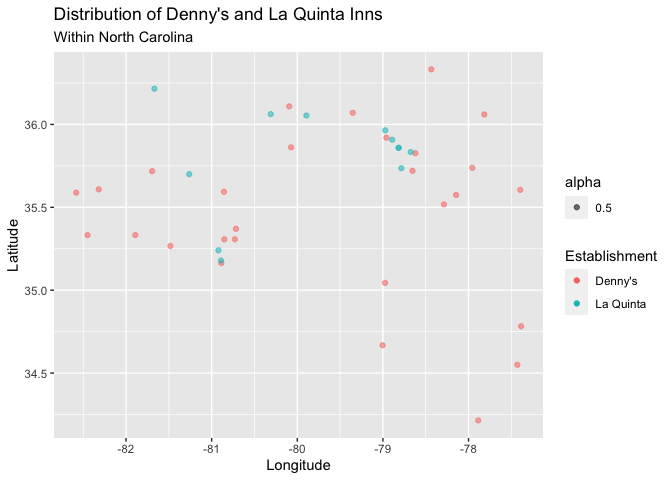 Distribution of Denny's and La Quinta Inns
Within North Carolina
36.0
35.5
35.0
34.5
Latitude
-82
-81
-80
-79
-78
Longitude
alpha
0.5
Establishment
Denny's
La Quinta